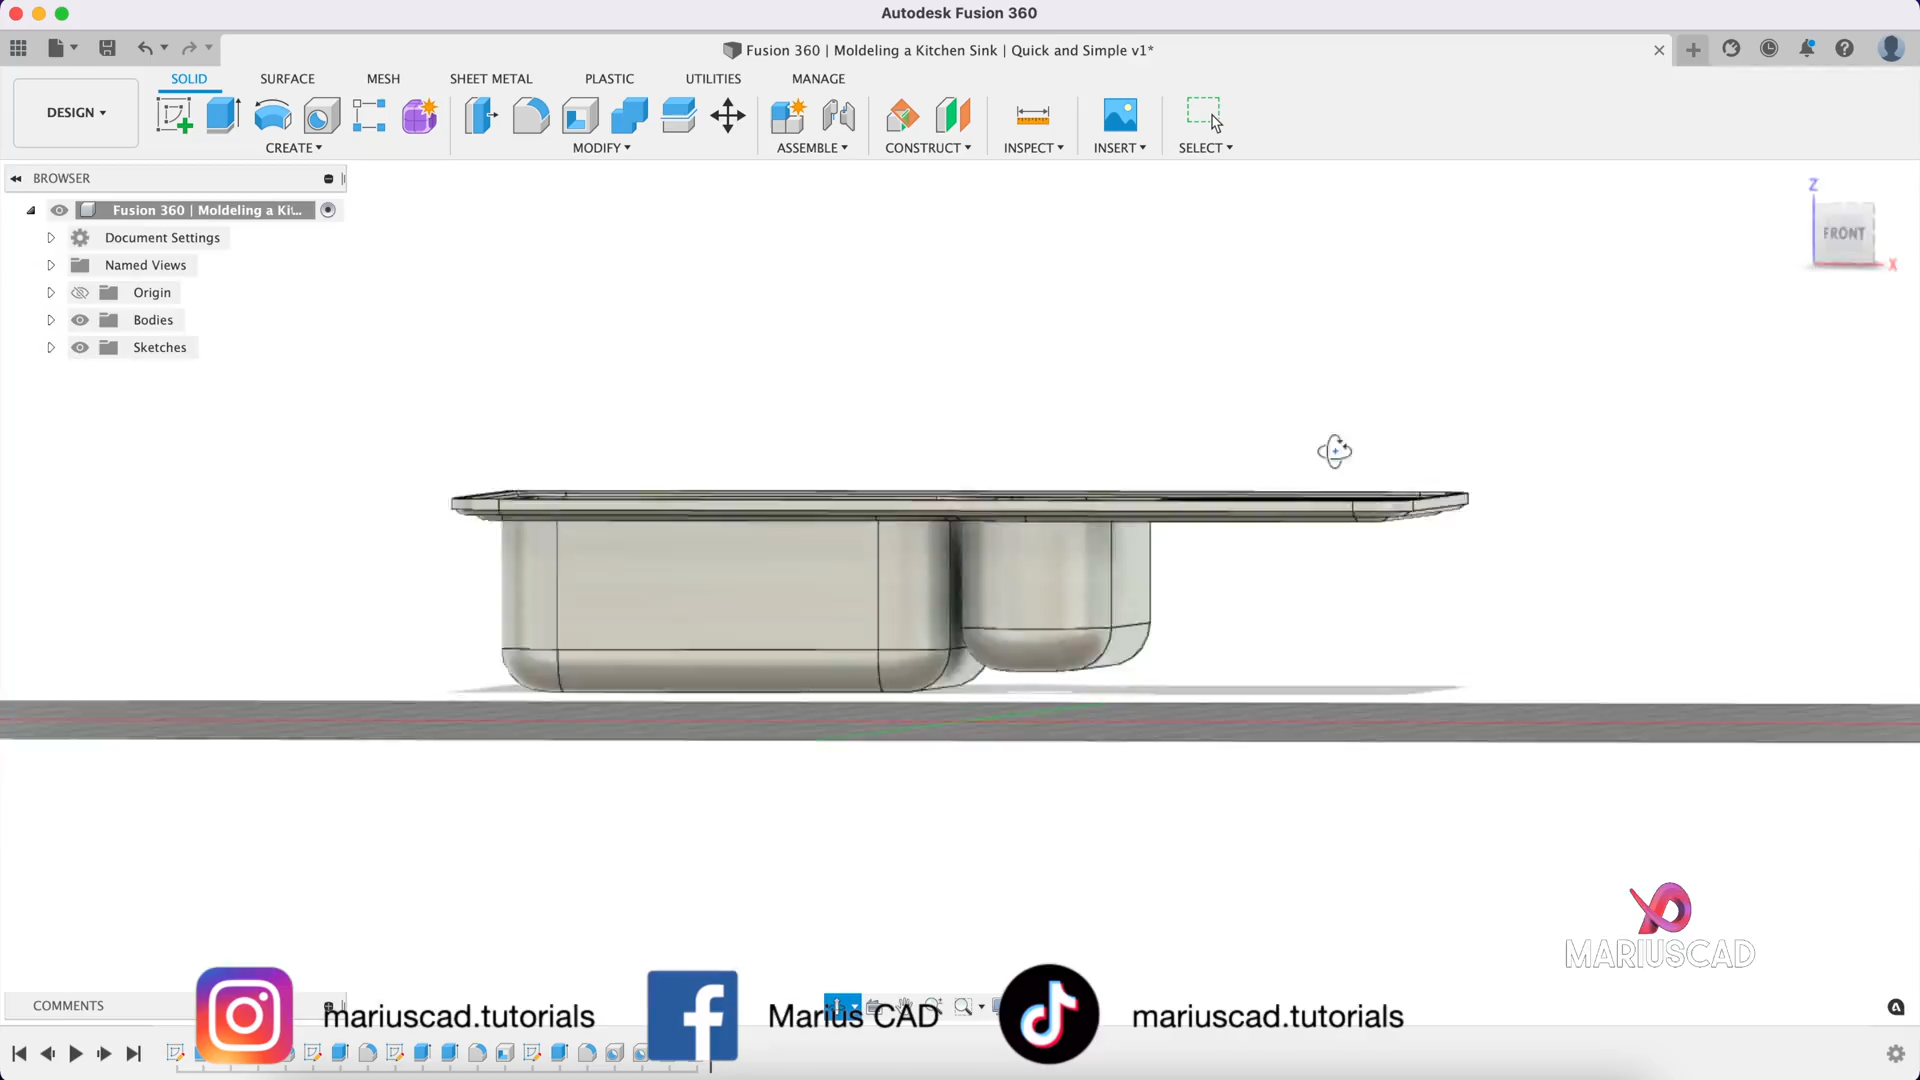 Autodesk Fusion 360
Fusion 360 | Moldeling a Kitchen Sink | Quick and Simple v1*
DESIGN
SOLID SURFACE MESH SHEET METAL PLASTIC UTILITIES MANAGE
CREATE MODIFY ASSEMBLE CONSTRUCT INSPECT INSERT SELECT
BROWSER
Fusion 360 | Moldeling a Ki...
Document Settings
Named Views
Origin
Bodies
Sketches
Z
FRONT
X
MARIUSCAD
COMMENTS
mariuscad.tutorials Marius CAD mariuscad.tutorials